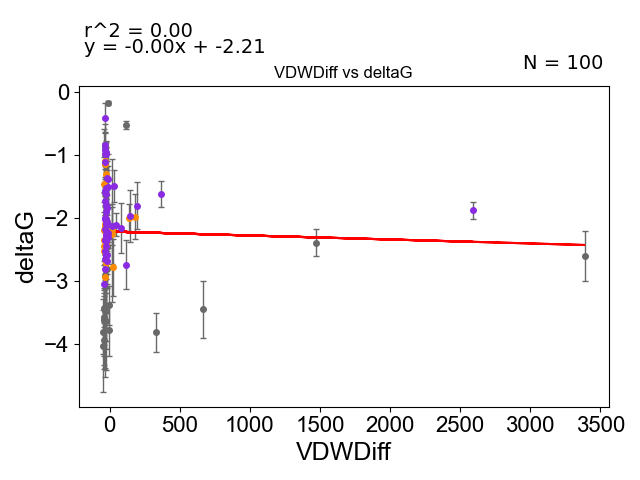 r^2 = 0.00
y = -0.00x + -2.21
N = 100
VDWDiff vs deltaG
0
−1
−2
−3
−4
deltaG
0 500 1000 1500 2000 2500 3000 3500
VDWDiff